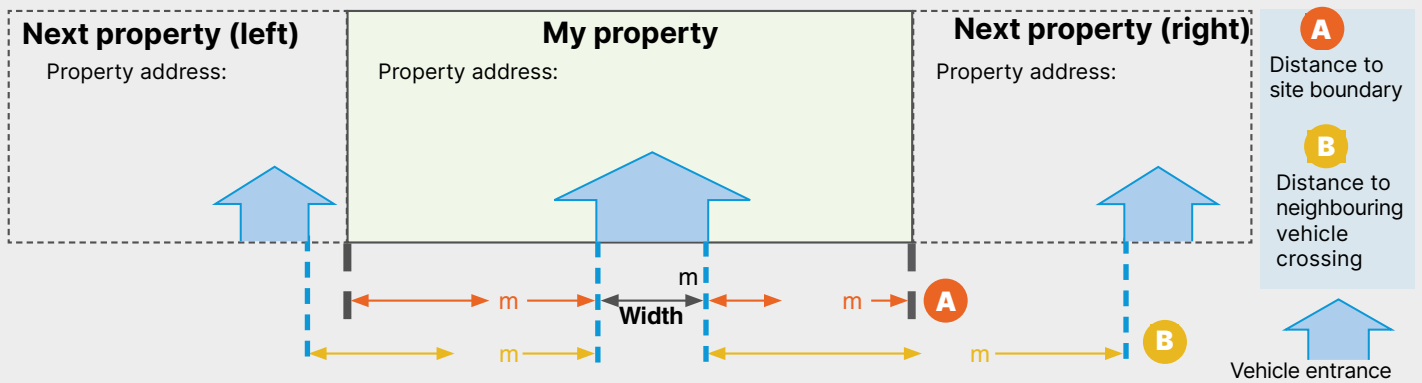 Next property (left)
Property address:
My property
Property address:
Next property (right)
Property address:
A
Distance to
site boundary
B
Distance to
neighbouring
vehicle
crossing
m
m
m
A
Width
m
m
B
Vehicle entrance